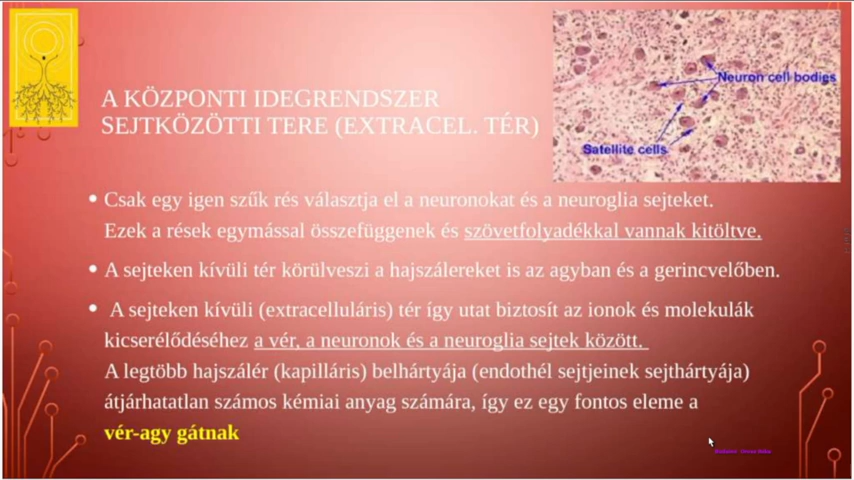 A KÖZPONTI IDEGRENDSZER
SEJTKÖZÖTTI TERE (EXTRACEL. TÉR)
Neuron cell bodies
Satellite cells
• Csak egy igen szűk rés választja el a neuronokat és a neuroglia sejteket.
Ezek a rések egymással összefüggenek és szövetfolyadékkal vannak kitöltve.
• A sejteken kívüli tér körülveszi a hajszálereket is az agyban és a gerincvelőben.
• A sejteken kívüli (extracelluláris) tér így utat biztosít az ionok és molekulák
kicserélődéséhez a vér, a neuronok és a neuroglia sejtek között.
A legtöbb hajszálér (kapilláris) belhártyája (endothél sejtjeinek sejthártyája)
átjárhatatlan számos kémiai anyag számára, így ez egy fontos eleme a
vér-agy gátnak